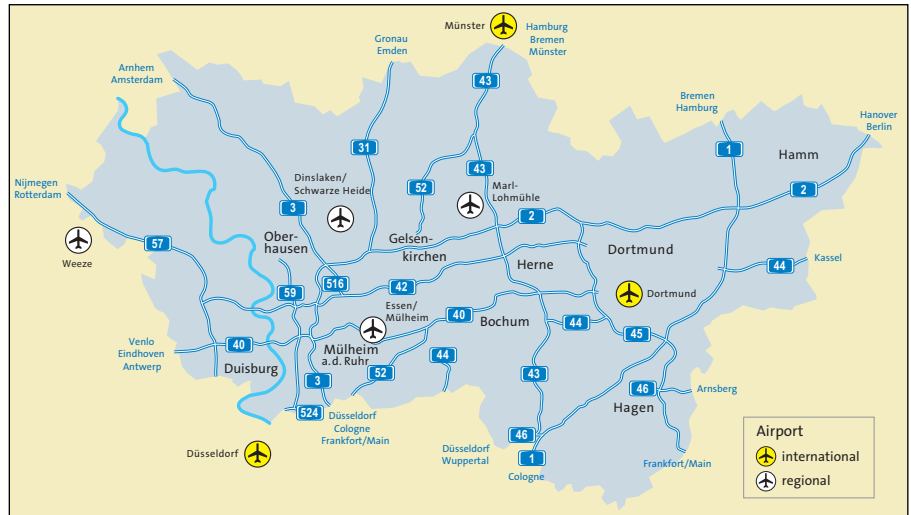 Münster
Hamburg
Bremen
Münster
Gronau
Emden
Arnhem
Amsterdam
43
Bremen
Hamburg
Hanover
Berlin
31
1
Hamm
43
Dinslaken/
Schwarze Heide
52
Marl-
Lohmühle
2
Nijmegen
Rotterdam
3
2
57
Ober-
hausen
Gelsen-
kirchen
Dortmund
Weeze
Herne
44
Kassel
59
516
42
Dortmund
Essen/
Mülheim
40
Bochum
44
45
Venlo
Eindhoven
Antwerp
40
Mülheim
a.d. Ruhr
44
Duisburg
3
52
43
46
Arnsberg
Hagen
524
Düsseldorf
Cologne
Frankfurt/Main
46
Düsseldorf
Düsseldorf
Wuppertal
1
Cologne
Frankfurt/Main
Airport
international
regional